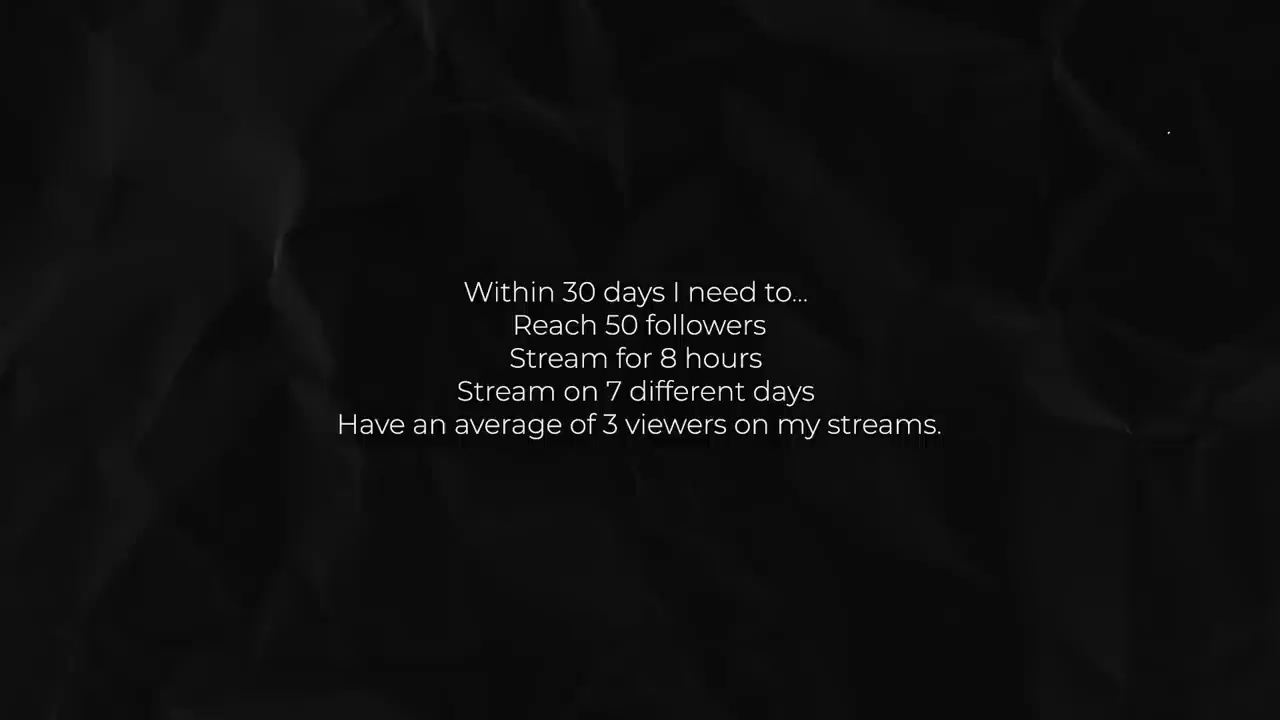 Within 30 days I need to...
Reach 50 followers
Stream for 8 hours
Stream on 7 different days
Have an average of 3 viewers on my streams.